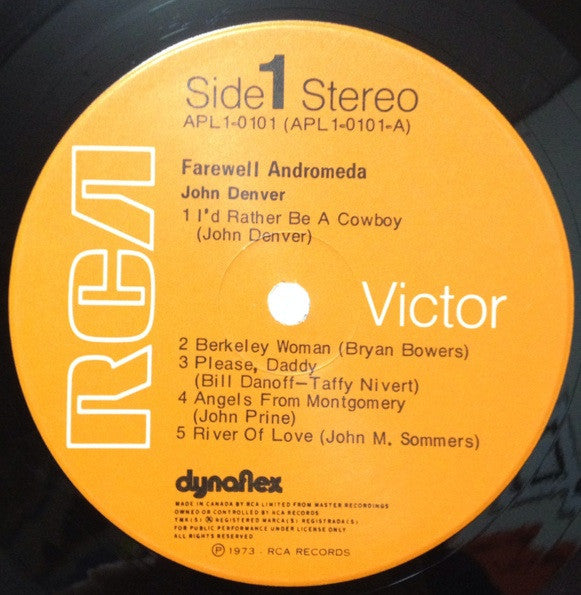 Side 1 Stereo
APL1-0101 (APL1-0101-A)
Farewell Andromeda
John Denver
1 I'd Rather Be A Cowboy
(John Denver)
RCA
Victor
2 Berkeley Woman (Bryan Bowers)
3 Please, Daddy
(Bill Danoff-Taffy Nivert)
4 Angels From Montgomery
(John Prine)
5 River Of Love (John M. Sommers)
dynaflex
MADE IN CANADA BY RCA LIMITED FROM MASTER RECORDINGS
OWNED OR CONTROLLED BY RCA RECORDS
TMK(S) ® REGISTERED MARCA(S) REGISTRADA(S)
FOR PUBLIC PERFORMANCE UNDER LICENSE ONLY
ALL RIGHTS RESERVED
℗ 1973 · RCA RECORDS